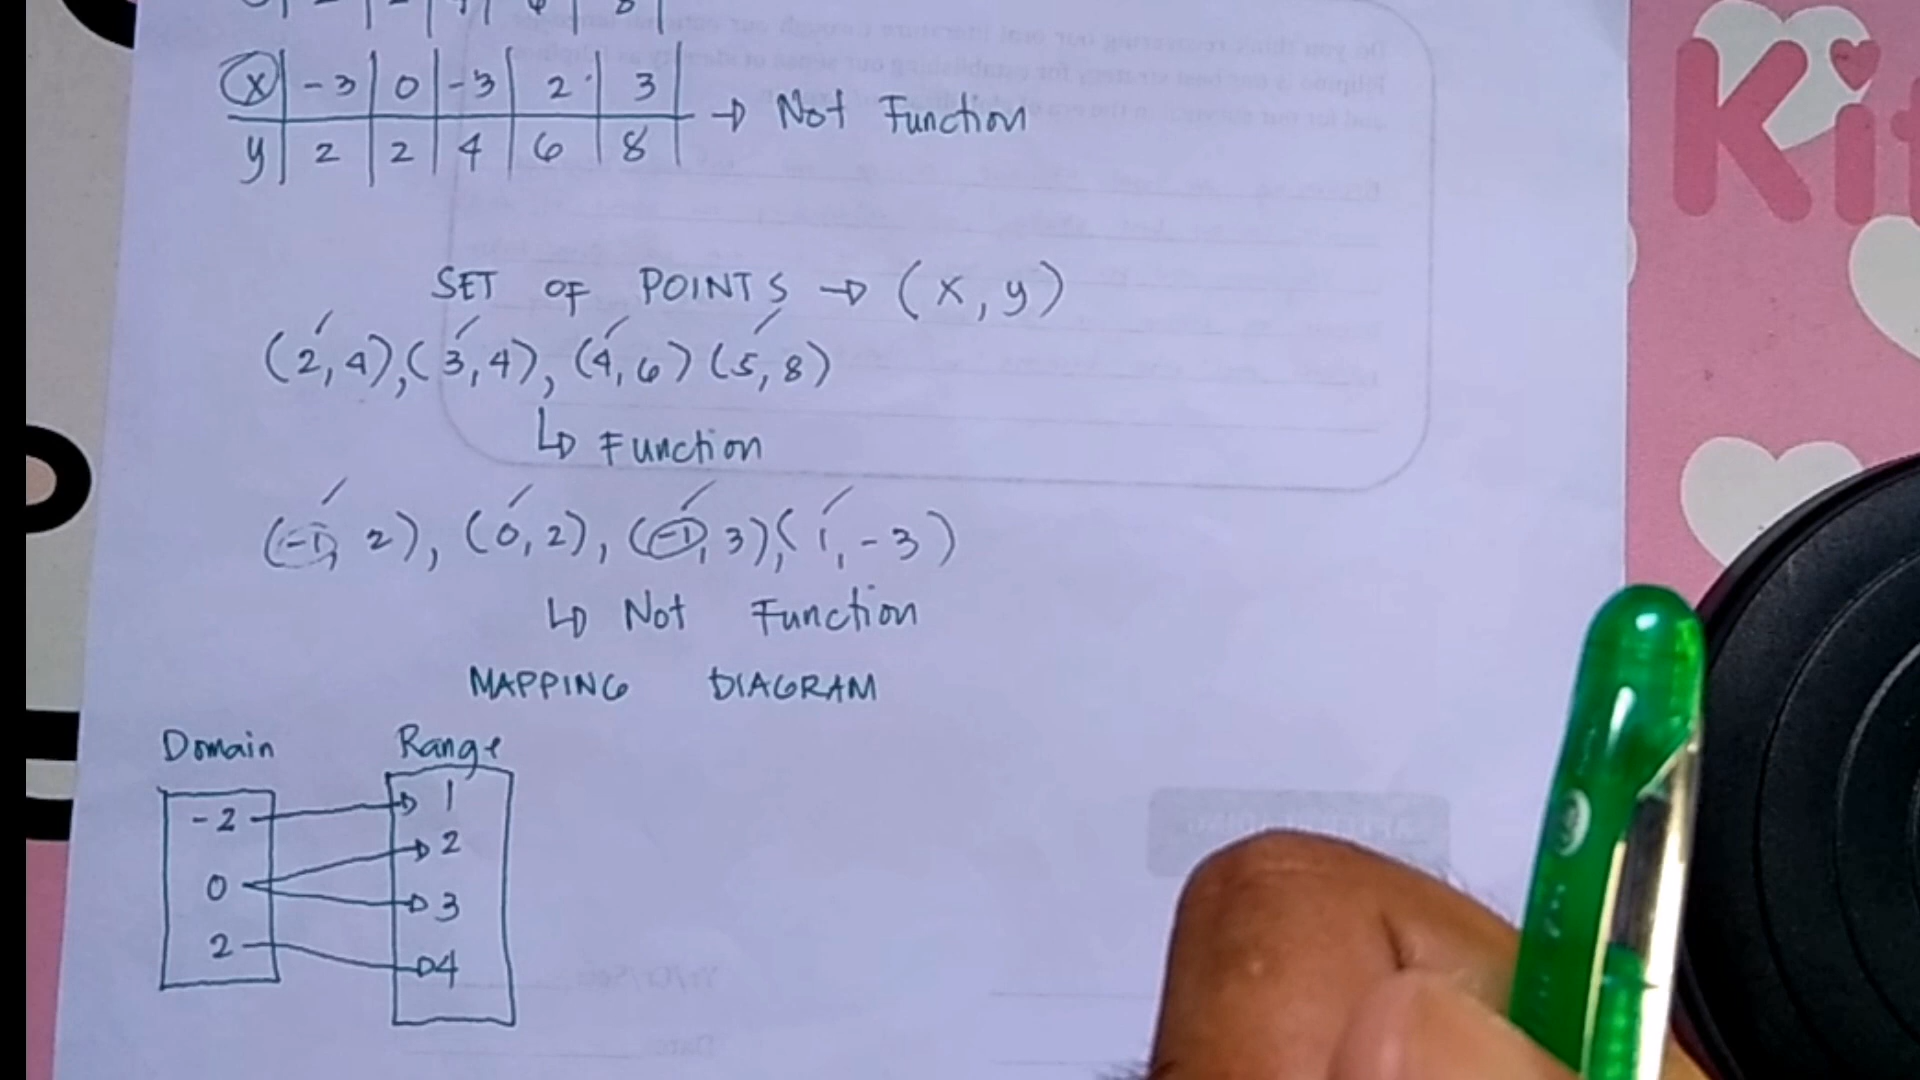 x | -3 | 0 | -3 | 2 | 3 | → Not Function
y | 2 | 2 | 4 | 6 | 8 |
SET OF POINTS → (x, y)
(2, 4), (3, 4), (4, 6) (5, 8)
↳ Function
(-1, 2), (0, 2), (-1, 3), (1, -3)
↳ Not Function
MAPPING DIAGRAM
Domain Range
-2 → 1
0 → 2
→ 3
2 → 4